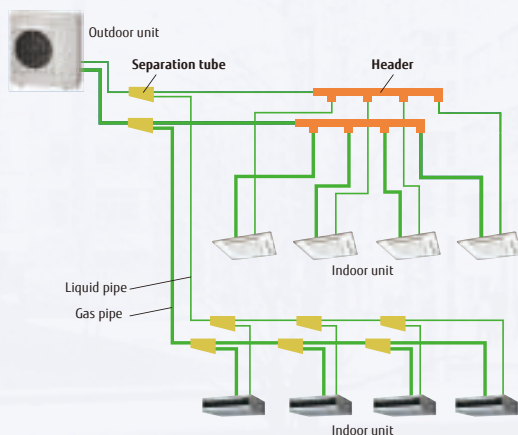 Outdoor unit
Separation tube
Header
Indoor unit
Liquid pipe
Gas pipe
Indoor unit